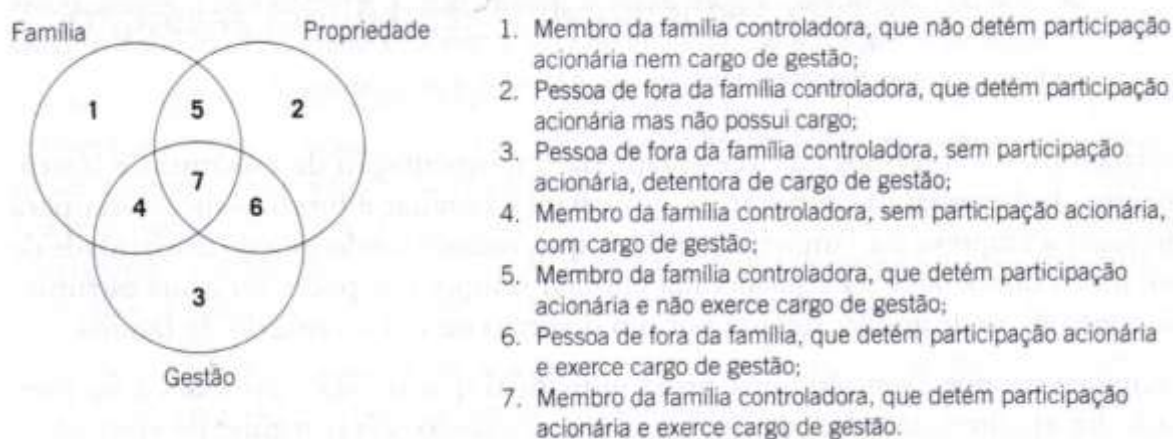 Família
Propriedade
1
5
2
7
4
6
3
Gestão
1. Membro da família controladora, que não detém participação
acionária nem cargo de gestão;
2. Pessoa de fora da família controladora, que detém participação
acionária mas não possui cargo;
3. Pessoa de fora da família controladora, sem participação
acionária, detentora de cargo de gestão;
4. Membro da família controladora, sem participação acionária,
com cargo de gestão;
5. Membro da família controladora, que detém participação
acionária e não exerce cargo de gestão;
6. Pessoa de fora da família, que detém participação acionária
e exerce cargo de gestão;
7. Membro da família controladora, que detém participação
acionária e exerce cargo de gestão.